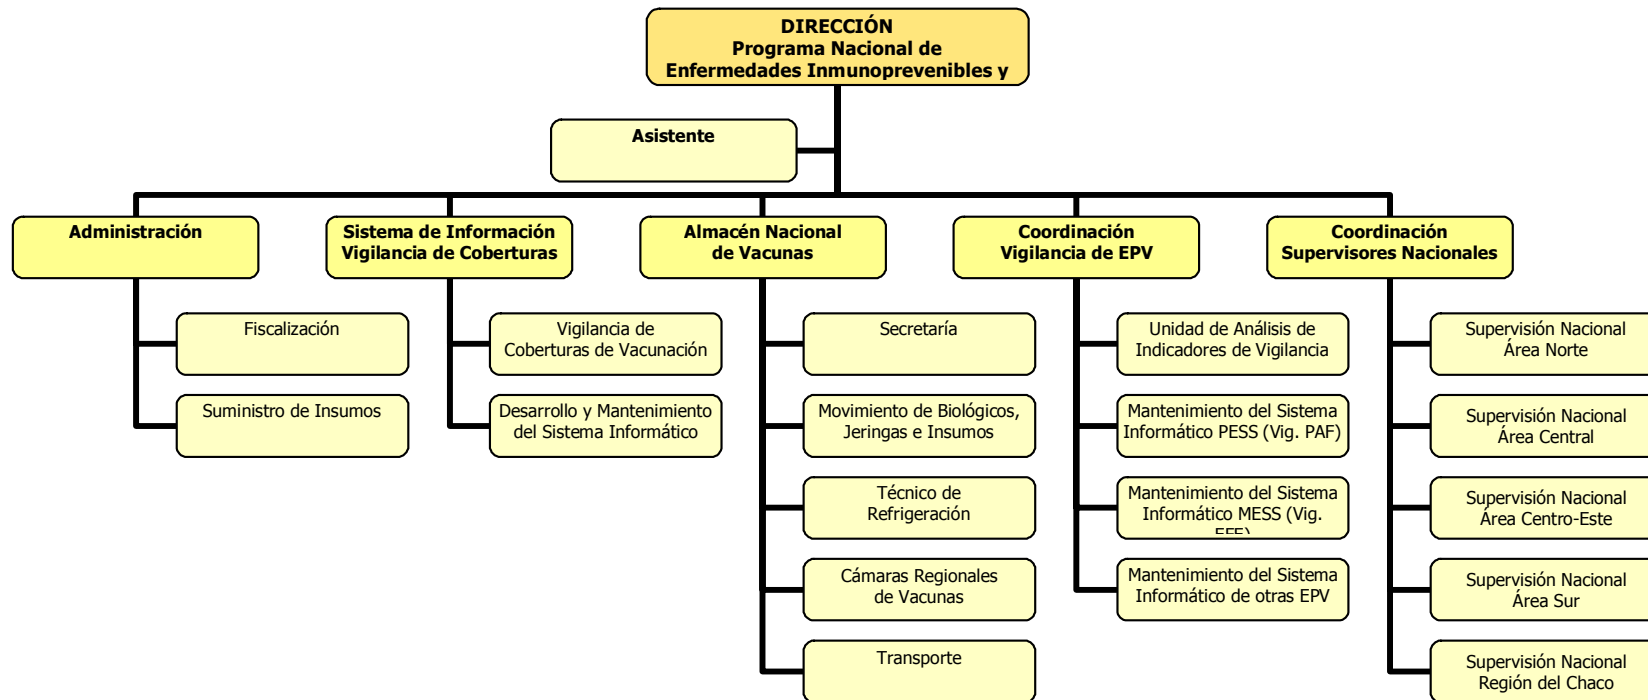 DIRECCIÓN
Programa Nacional de
Enfermedades Inmunoprevenibles y
Asistente
Administración
Sistema de Información
Vigilancia de Coberturas
Almacén Nacional
de Vacunas
Coordinación
Vigilancia de EPV
Coordinación
Supervisores Nacionales
Fiscalización
Suministro de Insumos
Vigilancia de
Coberturas de Vacunación
Desarrollo y Mantenimiento
del Sistema Informático
Secretaría
Movimiento de Biológicos,
Jeringas e Insumos
Técnico de
Refrigeración
Cámaras Regionales
de Vacunas
Transporte
Unidad de Análisis de
Indicadores de Vigilancia
Mantenimiento del Sistema
Informático PESS (Vig. PAF)
Mantenimiento del Sistema
Informático MESS (Vig.
Mantenimiento del Sistema
Informático de otras EPV
Supervisión Nacional
Área Norte
Supervisión Nacional
Área Central
Supervisión Nacional
Área Centro-Este
Supervisión Nacional
Área Sur
Supervisión Nacional
Región del Chaco